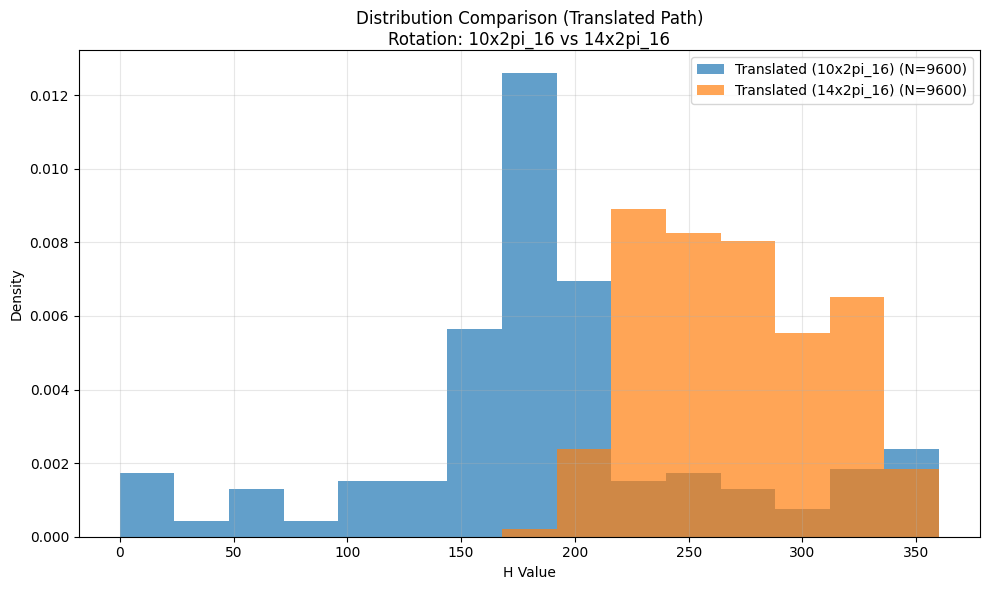 Distribution Comparison (Translated Path)
Rotation: 10x2pi_16 vs 14x2pi_16
Translated (10x2pi_16) (N=9600)
Translated (14x2pi_16) (N=9600)
Density
0.012
0.010
0.008
0.006
0.004
0.002
0.000
0 50 100 150 200 250 300 350
H Value